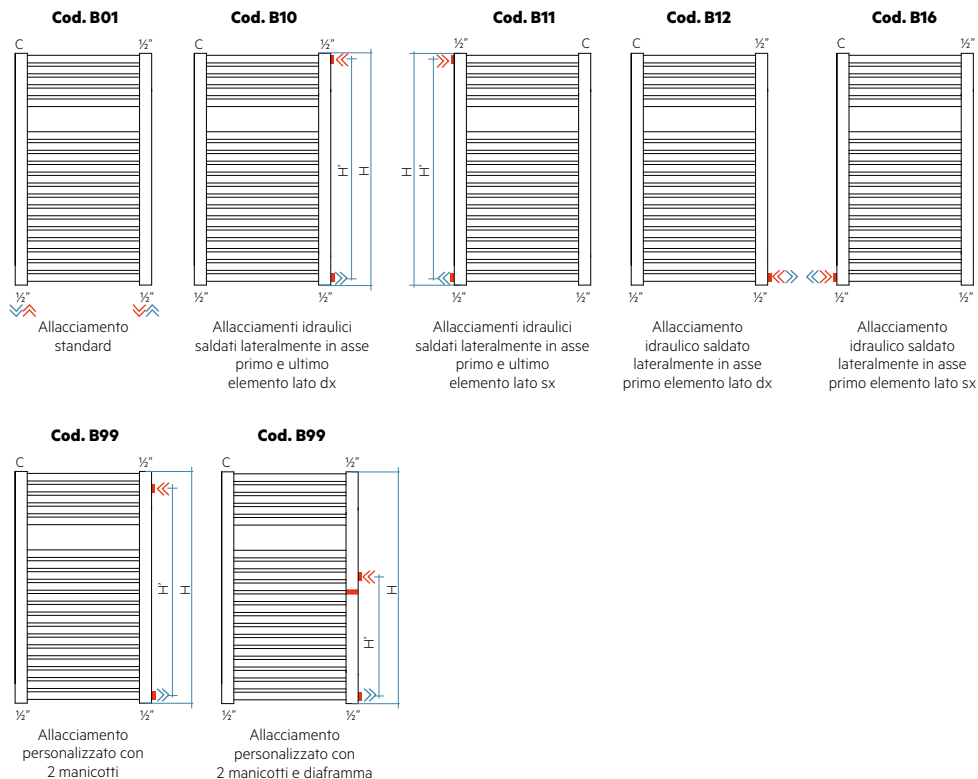 Cod. B01
C
½”
½”
½”
Allacciamento
standard
Cod. B10
C
½”
H'
H
½”
½”
Allacciamenti idraulici
saldati lateralmente in asse
primo e ultimo
elemento lato dx
Cod. B11
½”
C
H
H'
½”
½”
Allacciamenti idraulici
saldati lateralmente in asse
primo e ultimo
elemento lato sx
Cod. B12
C
½”
½”
½”
Allacciamento
idraulico saldato
lateralmente in asse
primo elemento lato dx
Cod. B16
C
½”
½”
½”
Allacciamento
idraulico saldato
lateralmente in asse
primo elemento lato sx
Cod. B99
C
½”
H'
H
½”
½”
Allacciamento
personalizzato con
2 manicotti
Cod. B99
C
½”
H'
H
½”
½”
Allacciamento
personalizzato con
2 manicotti e diaframma